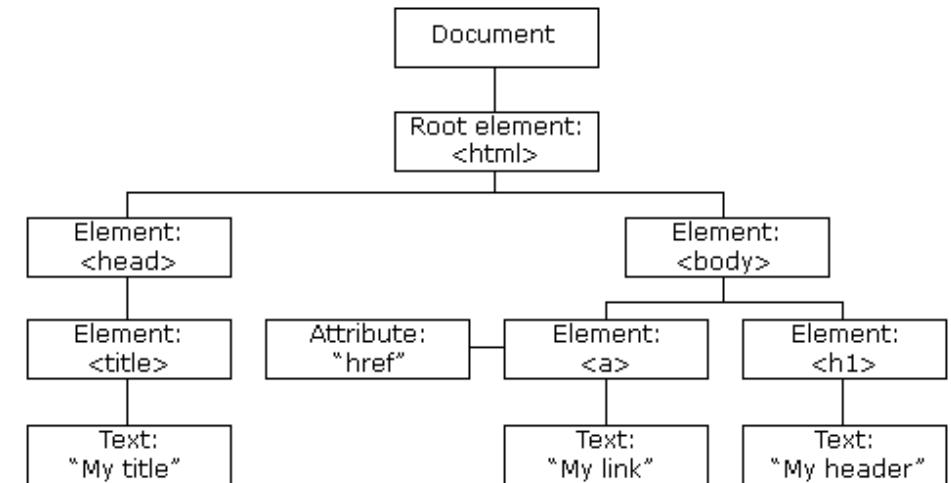 Document
Root element:
<html>
Element:
<head>
Element:
<body>
Element:
<title>
Attribute:
“href”
Element:
<a>
Element:
<h1>
Text:
“My title”
Text:
“My link”
Text:
“My header”